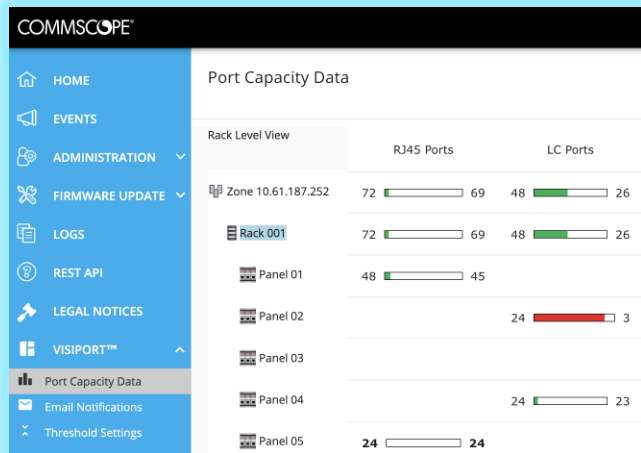 COMMSCOPE®
HOME
EVENTS
ADMINISTRATION
FIRMWARE UPDATE
LOGS
REST API
LEGAL NOTICES
VISIPORT™
Port Capacity Data
Email Notifications
Threshold Settings
Port Capacity Data
Rack Level View
RJ45 Ports LC Ports
Zone 10.61.187.252 72 69 48 26
Rack 001 72 69 48 26
Panel 01 48 45
Panel 02 24 3
Panel 03
Panel 04 24 23
Panel 05 24 24